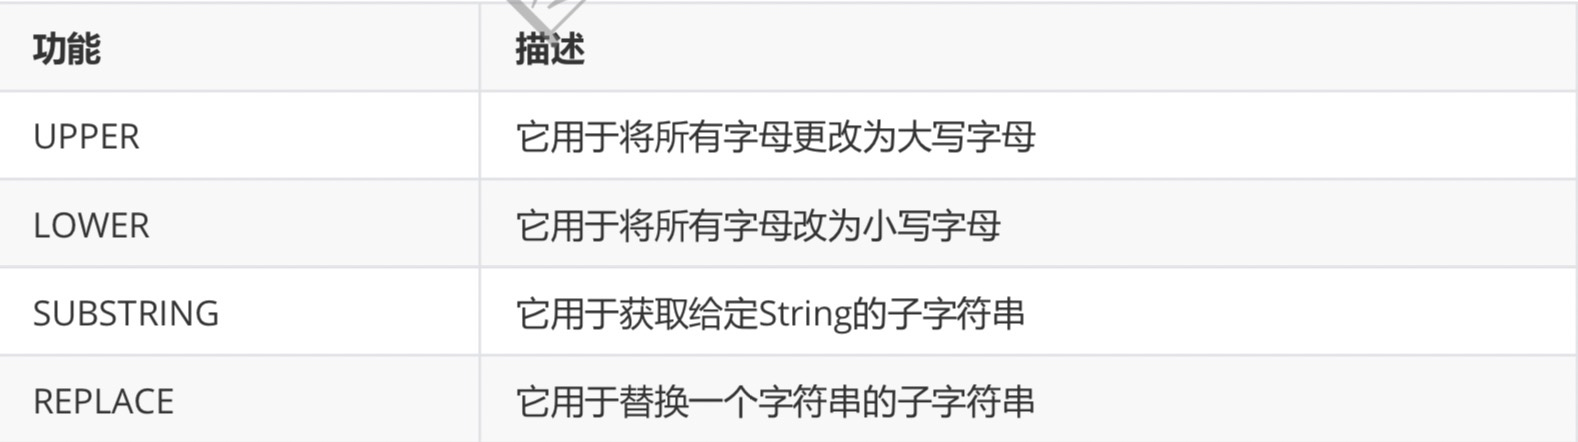 功能 描述
UPPER 它用于将所有字母更改为大写字母
LOWER 它用于将所有字母改为小写字母
SUBSTRING 它用于获取给定String的子字符串
REPLACE 它用于替换一个字符串的子字符串